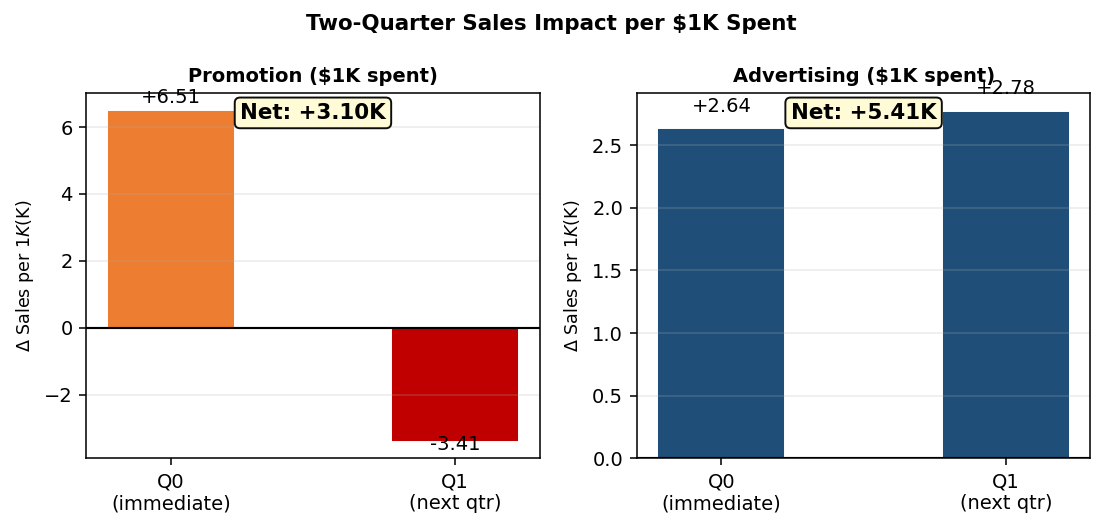 Two-Quarter Sales Impact per $1K Spent
Promotion ($1K spent)
+6.51
Net: +3.10K
6
4
2
0
−2
Δ Sales per 1K(K)
-3.41
Q0
(immediate)
Q1
(next qtr)
Advertising ($1K spent)
+2.64
Net: +5.41K
+2.78
2.5
2.0
1.5
1.0
0.5
0.0
Δ Sales per 1K(K)
Q0
(immediate)
Q1
(next qtr)